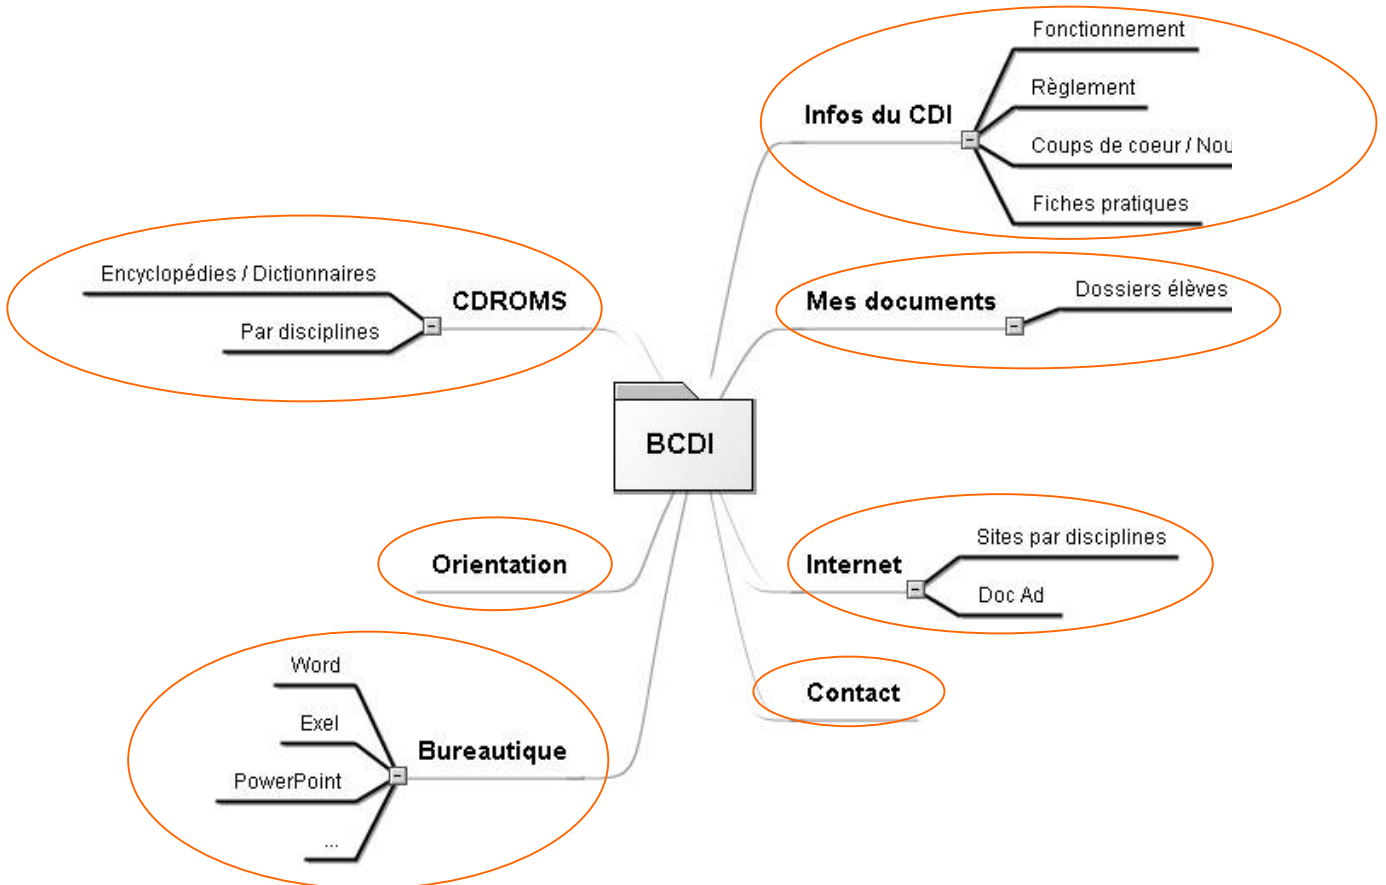 Fonctionnement
Règlement
Infos du CDI
Coups de coeur / Nou
Fiches pratiques
Encyclopédies / Dictionnaires
CDROMS
Par disciplines
Mes documents
Dossiers élèves
BCDI
Orientation
Internet
Sites par disciplines
Doc Ad
Contact
Word
Exel
Bureautique
PowerPoint
...